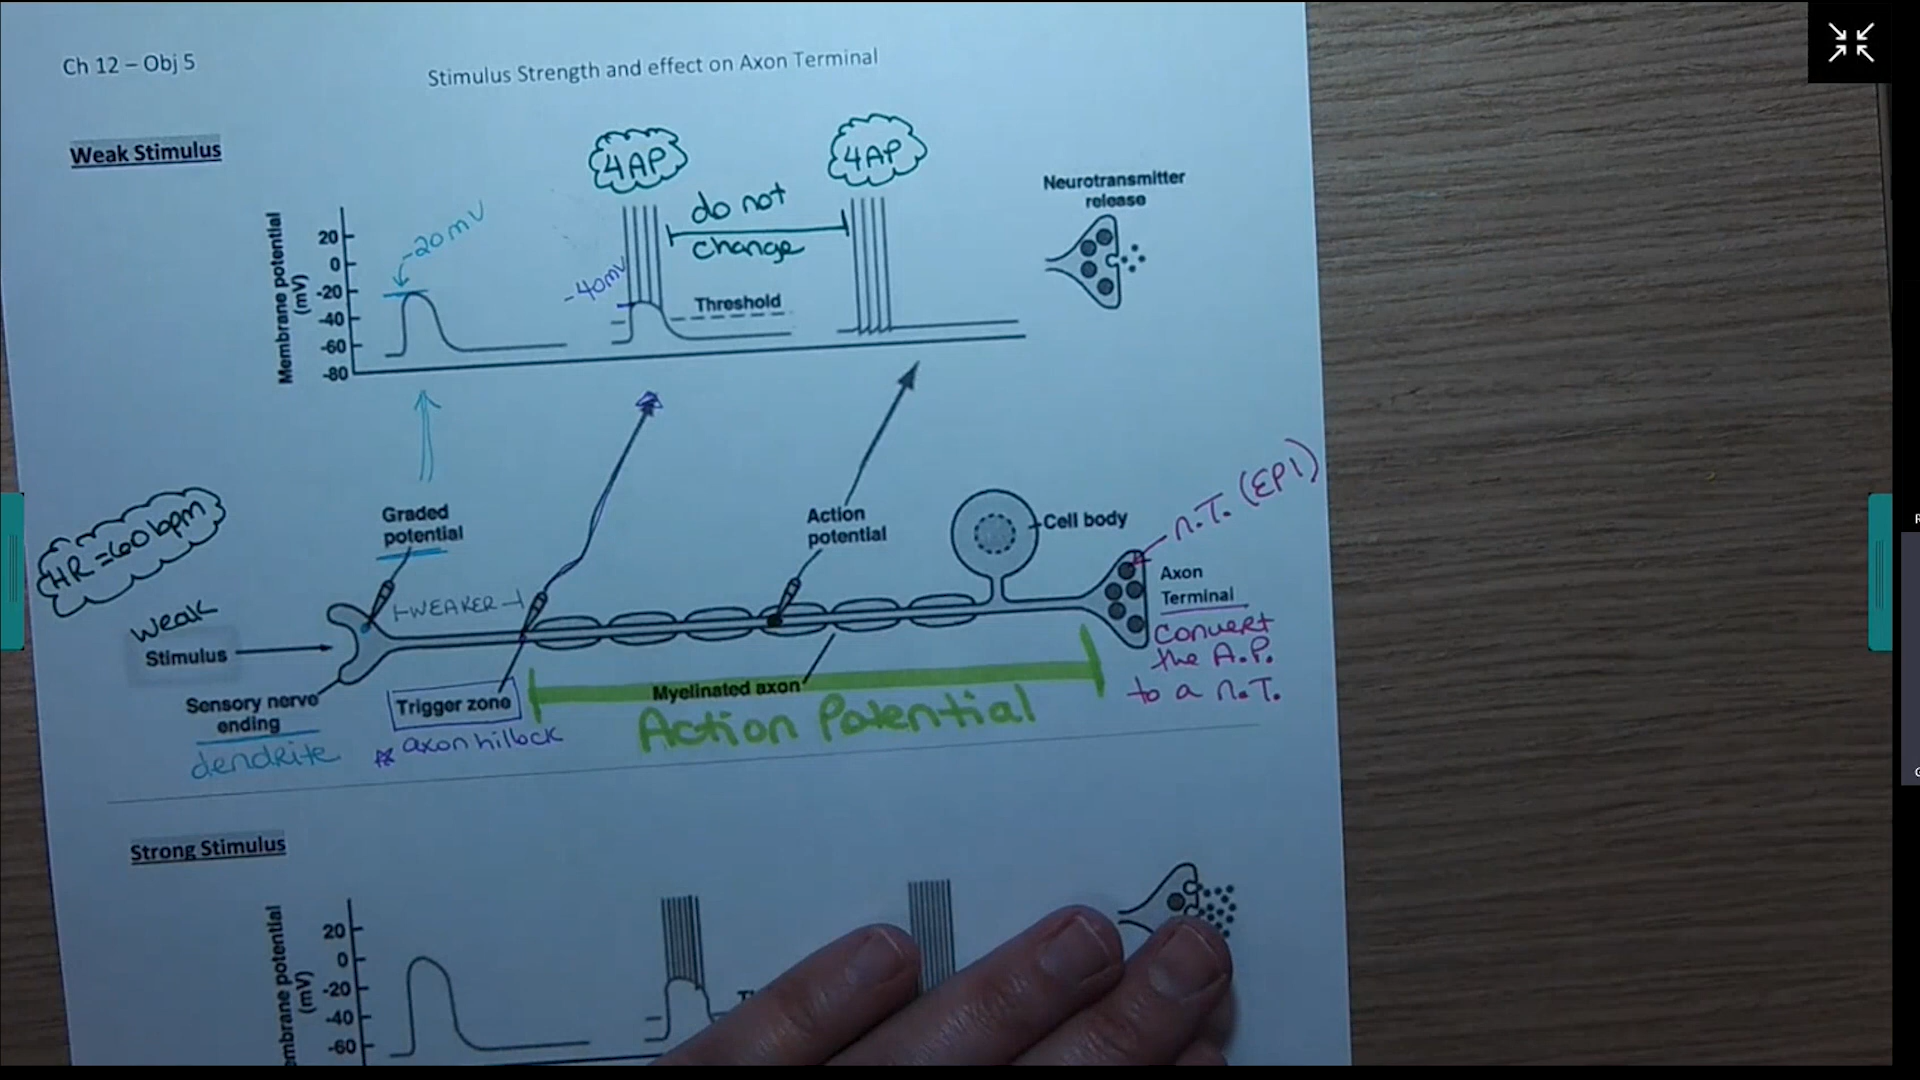 Ch 12 – Obj 5
Stimulus Strength and effect on Axon Terminal
Weak Stimulus
4AP
4AP
do not
change
Neurotransmitter
release
Membrane potential
(mV)
20
0
-20
-40
-60
-80
-20mV
-40mV
Threshold
HR=60bpm
Graded
potential
Action
potential
Cell body
n.T. (EPI)
Axon
Terminal
Convert
the A.P.
to a n.T.
WEAKER
weak
Stimulus
Sensory nerve
ending
dendrite
Trigger zone
axon hillock
Myelinated axon
Action Potential
Strong Stimulus
embrane potential
(mV)
20
0
-20
-40
-60